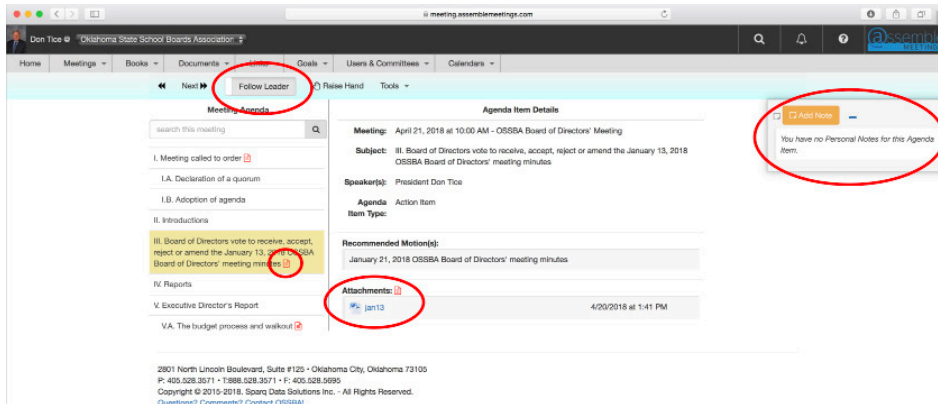 meeting.assemblemeetings.com
Don Tice Oklahoma State School Boards Association
assemble
MEETINGS
Home Meetings Books Documents Links Goals Users & Committees Calendars
Next Follow Leader Raise Hand Tools
Meeting Agenda
search this meeting
I. Meeting called to order
I.A. Declaration of a quorum
I.B. Adoption of agenda
II. Introductions
III. Board of Directors vote to receive, accept,
reject or amend the January 13, 2018 OSSBA
Board of Directors' meeting minutes
IV. Reports
V. Executive Director's Report
V.A. The budget process and walkout
Agenda Item Details
Meeting: April 21, 2018 at 10:00 AM - OSSBA Board of Directors' Meeting
Subject: III. Board of Directors vote to receive, accept, reject or amend the January 13, 2018
OSSBA Board of Directors' meeting minutes
Speaker(s): President Don Tice
Agenda Action Item
Item Type:
Recommended Motion(s):
January 21, 2018 OSSBA Board of Directors' meeting minutes
Attachments:
jan13 4/20/2018 at 1:41 PM
Add Note
You have no Personal Notes for this Agenda
Item.
2801 North Lincoln Boulevard, Suite #125 • Oklahoma City, Oklahoma 73105
P: 405.528.3571 • T:888.528.3571 • F: 405.528.5695
Copyright © 2015-2018. Sparq Data Solutions Inc. - All Rights Reserved.
Questions? Comments? Contact OSSBA!